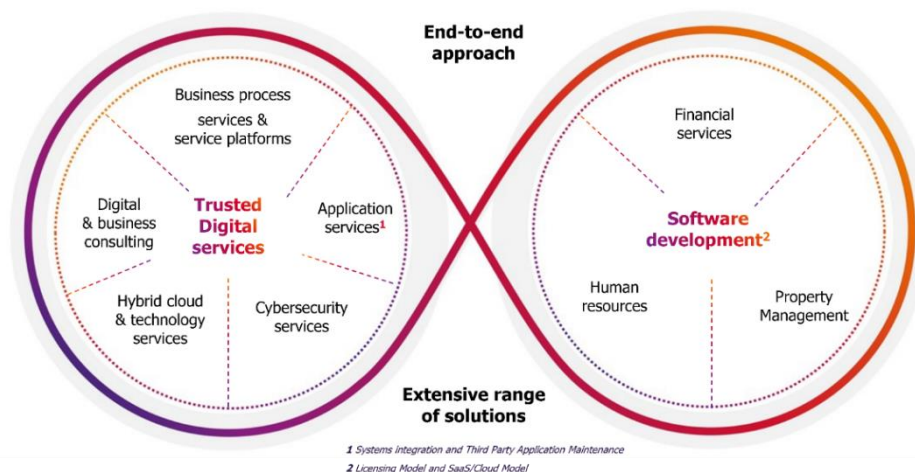 End-to-end
approach
Business process
services &
service platforms
Digital
& business
consulting
Trusted
Digital
services
Application
services1
Hybrid cloud
& technology
services
Cybersecurity
services
Financial
services
Software
development2
Human
resources
Property
Management
Extensive range
of solutions
1 Systems integration and Third Party Application Maintenance
2 Licensing Model and SaaS/Cloud Model